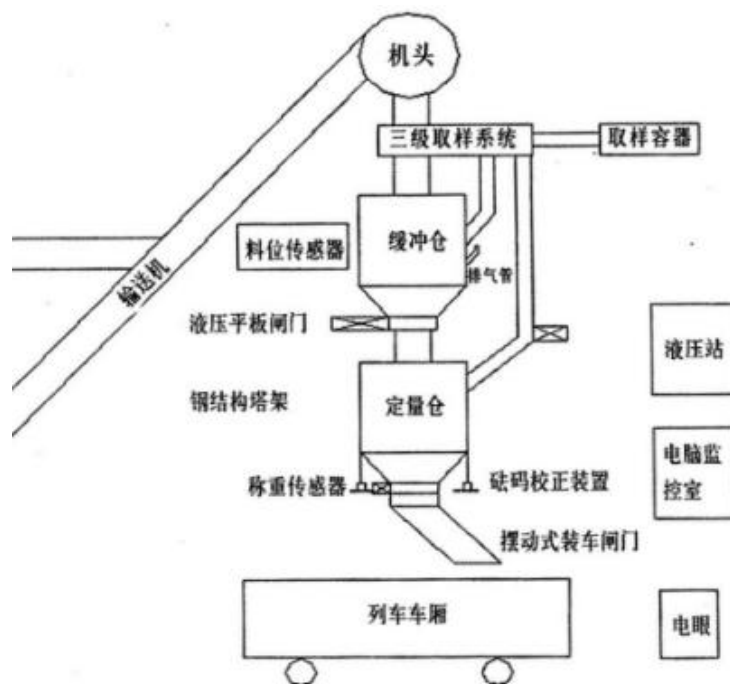 机头
三级取样系统
取样容器
料位传感器
缓冲仓
排气管
输送机
液压平板闸门
液压站
钢结构塔架
定量仓
电脑监
控室
称重传感器
砝码校正装置
摆动式装车闸门
列车车厢
电眼